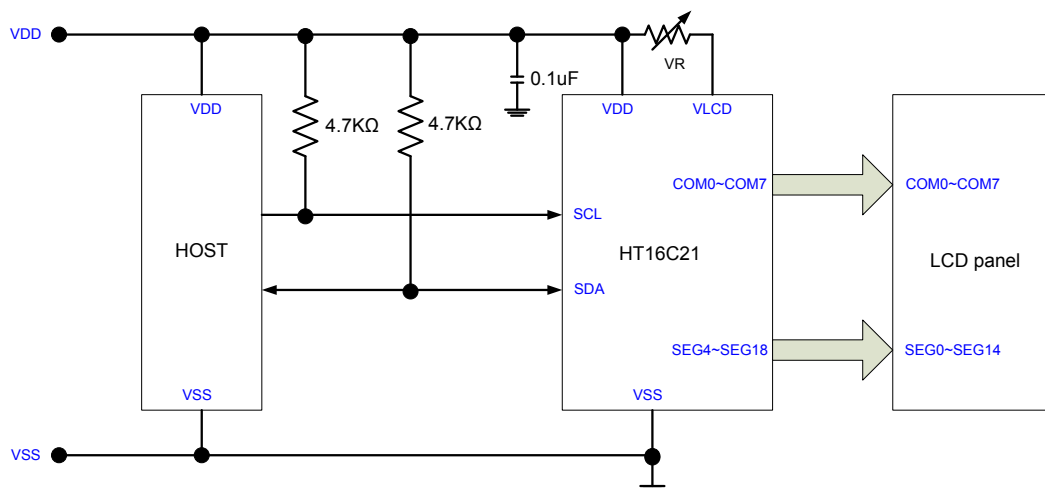 VDD
VR
0.1uF
VDD
4.7KΩ
4.7KΩ
VDD
VLCD
COM0~COM7
COM0~COM7
SCL
HOST
HT16C21
LCD panel
SDA
SEG4~SEG18
SEG0~SEG14
VSS
VSS
VSS